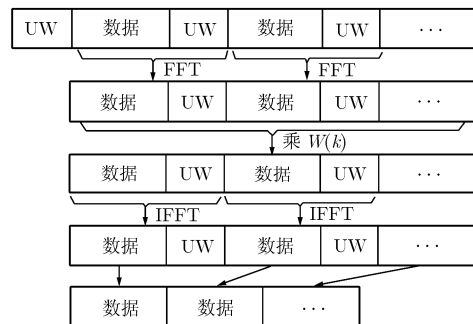 UW 数据 UW 数据 UW ···
FFT FFT
数据 UW 数据 UW ···
乘 W(k)
数据 UW 数据 UW ···
IFFT IFFT
数据 UW 数据 UW ···
数据 数据 ···